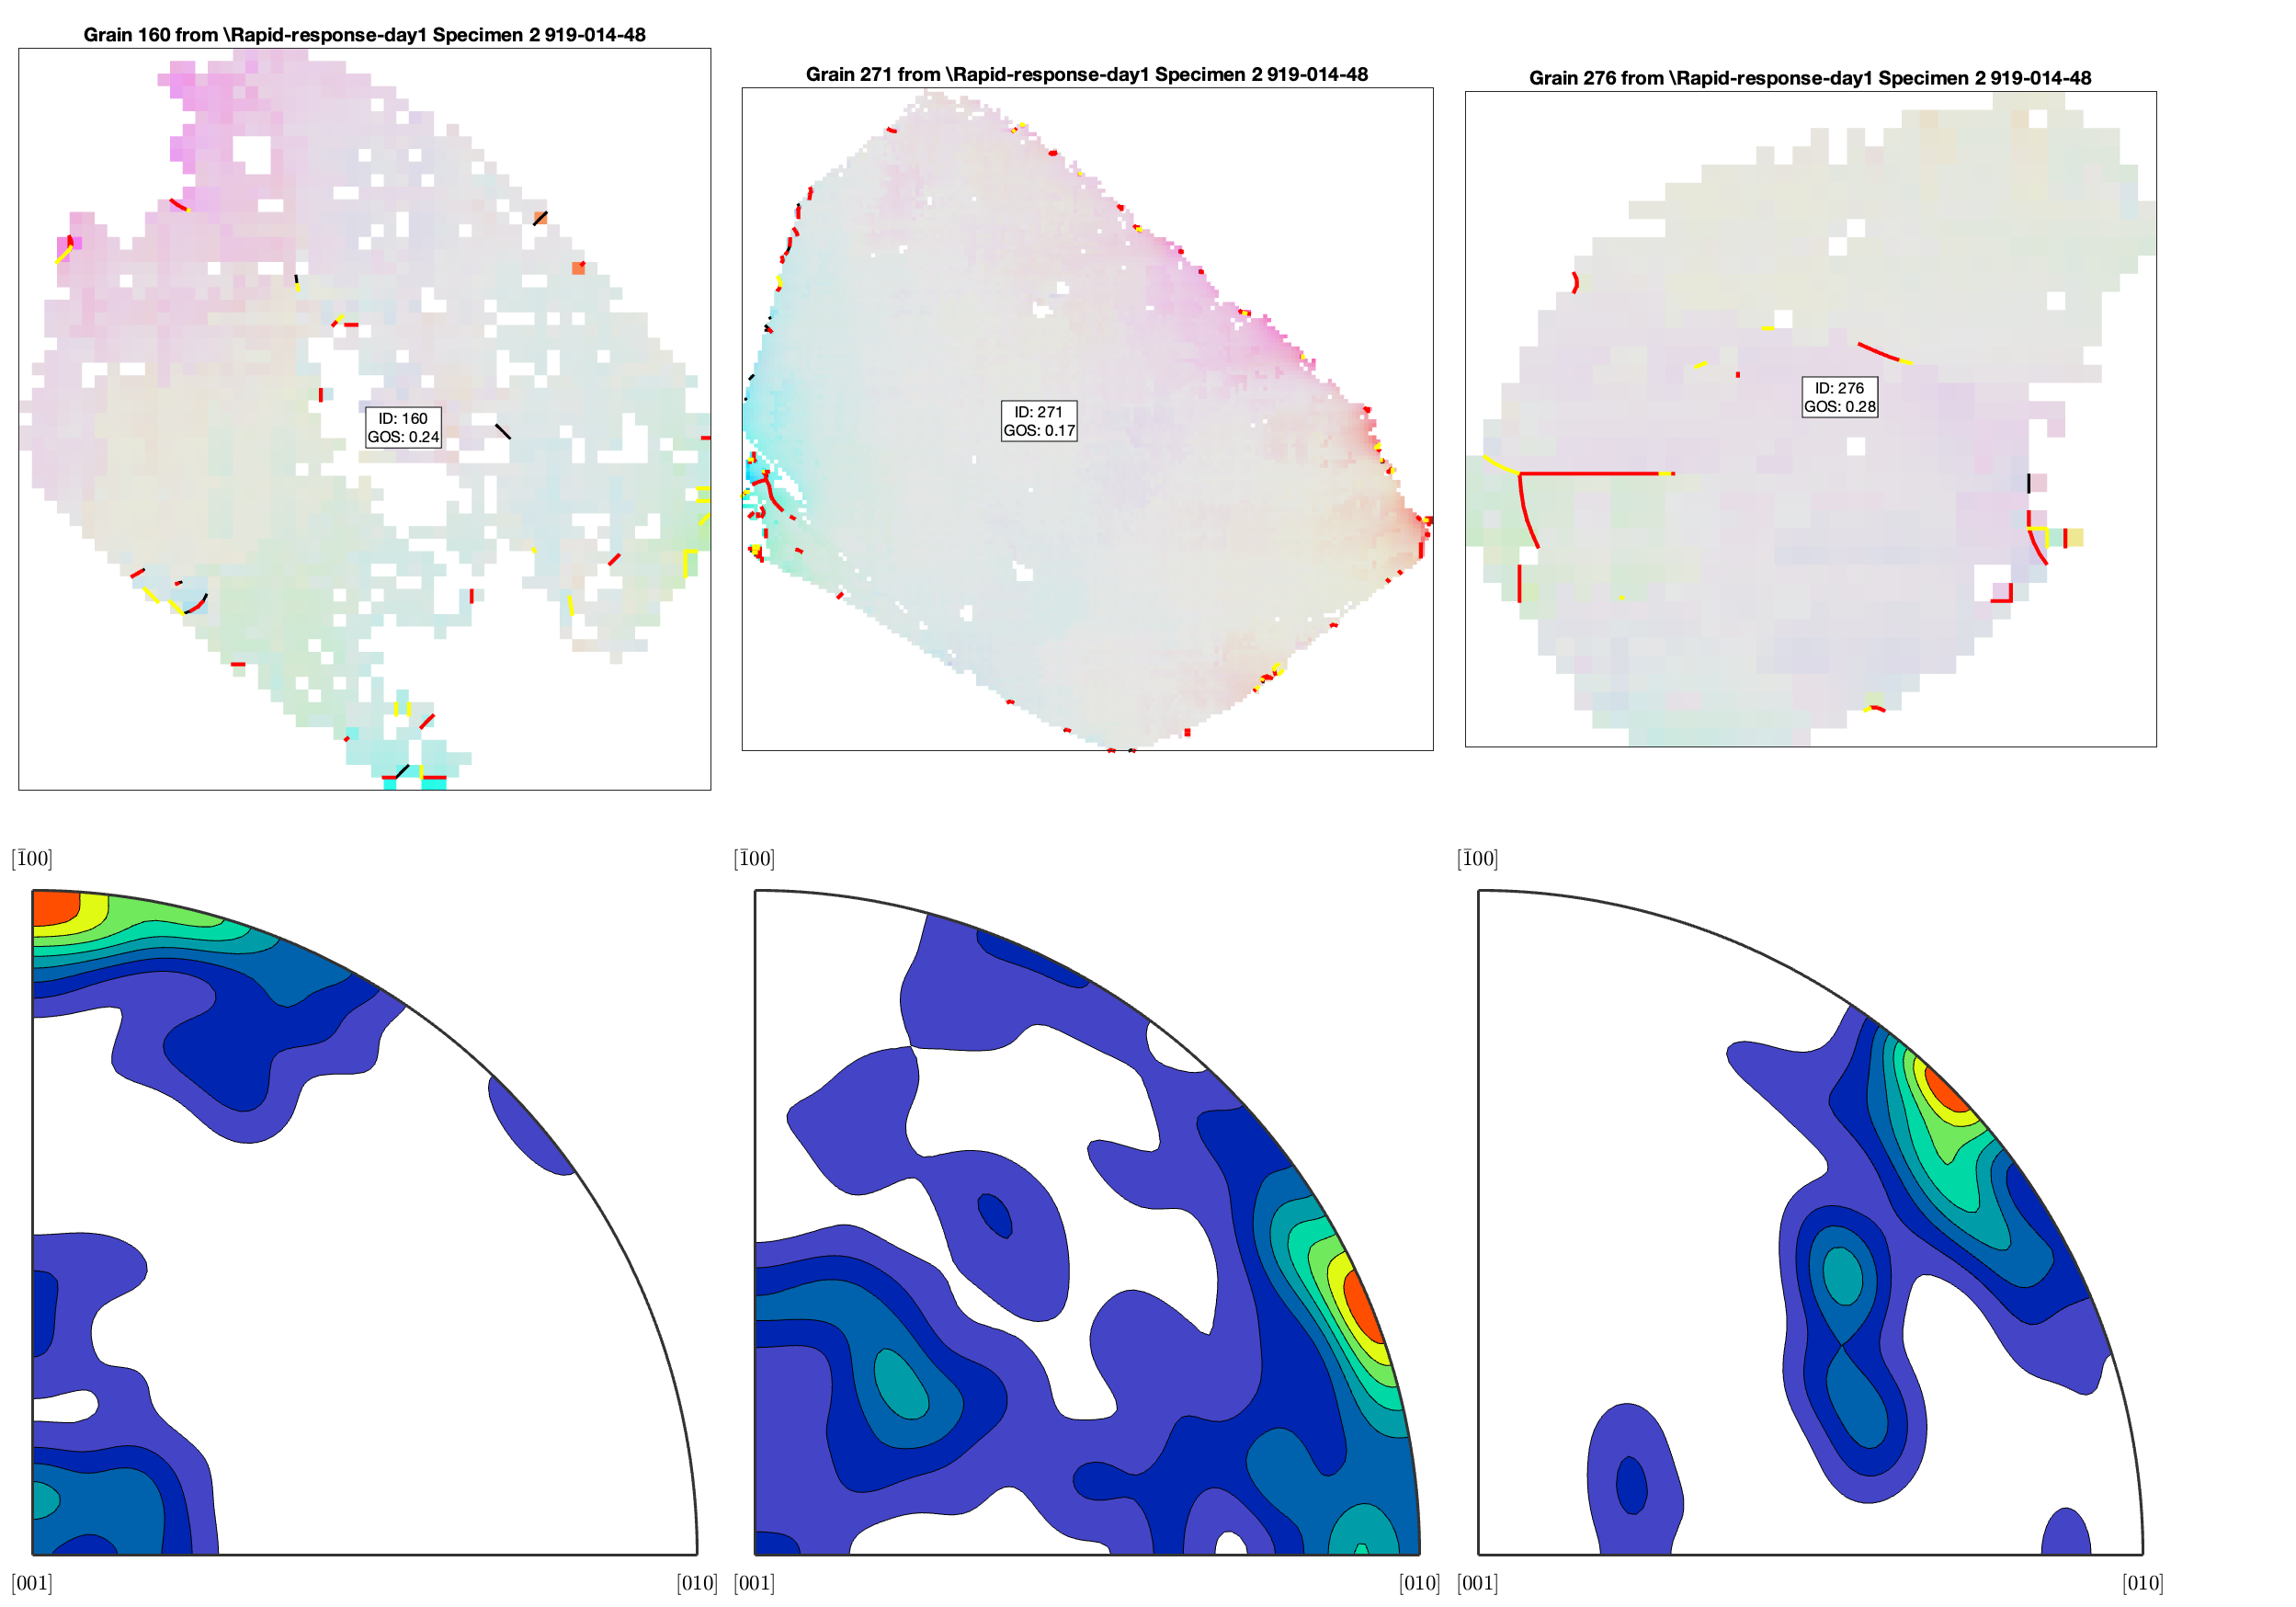 Grain 160 from \Rapid-response-day1 Specimen 2 919-014-48
Grain 271 from \Rapid-response-day1 Specimen 2 919-014-48
Grain 276 from \Rapid-response-day1 Specimen 2 919-014-48
ID: 160
GOS: 0.24
ID: 271
GOS: 0.17
ID: 276
GOS: 0.28
[1̄00]
[1̄00]
[1̄00]
[001]
[010]
[001]
[010]
[001]
[010]